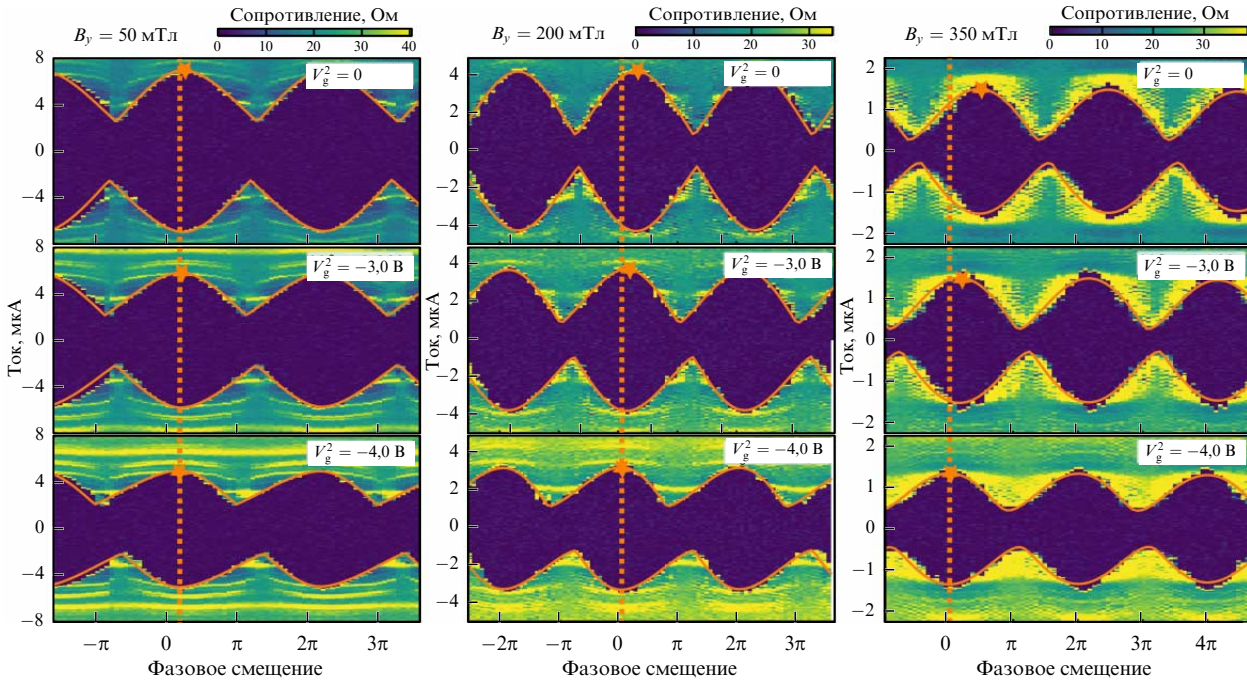 Сопротивление, Ом
B_y = 50 мТл
0 10 20 30 40
Сопротивление, Ом
B_y = 200 мТл
0 10 20 30
Сопротивление, Ом
B_y = 350 мТл
0 10 20 30
8
4
0
−4
V_g^2 = 0
4
2
0
−2
−4
V_g^2 = 0
2
1
0
−1
−2
V_g^2 = 0
8
4
0
−4
V_g^2 = −3,0 В
4
2
0
−2
−4
V_g^2 = −3,0 В
2
1
0
−1
−2
V_g^2 = −3,0 В
8
4
0
−4
−8
V_g^2 = −4,0 В
4
2
0
−2
−4
V_g^2 = −4,0 В
2
1
0
−1
−2
V_g^2 = −4,0 В
Ток, мкА
Ток, мкА
Ток, мкА
−π 0 π 2π 3π
Фазовое смещение
−2π 0 2π 4π
Фазовое смещение
0 π 2π 3π 4π
Фазовое смещение